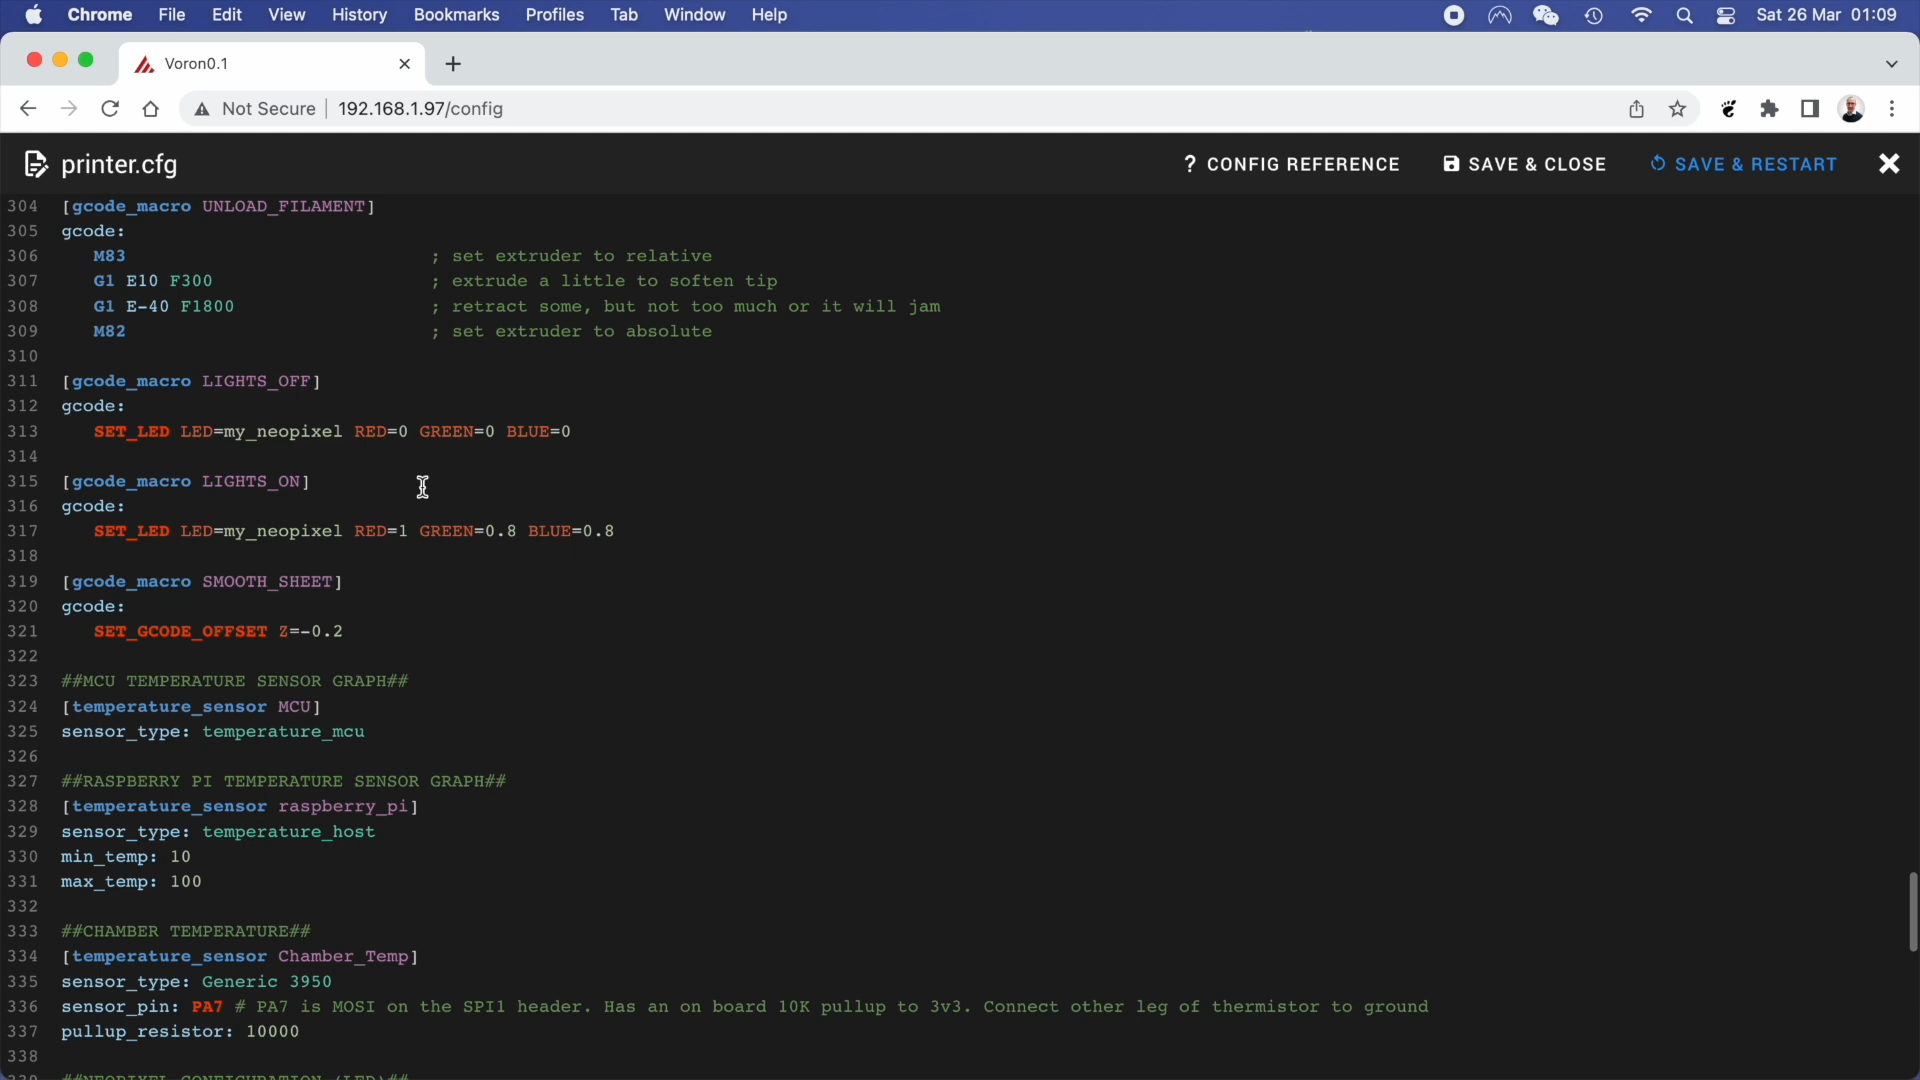 Chrome File Edit View History Bookmarks Profiles Tab Window Help Sat 26 Mar 01:09
Voron0.1
Not Secure 192.168.1.97/config
printer.cfg ? CONFIG REFERENCE SAVE & CLOSE SAVE & RESTART
304 [gcode_macro UNLOAD_FILAMENT]
305 gcode:
306 M83 ; set extruder to relative
307 G1 E10 F300 ; extrude a little to soften tip
308 G1 E-40 F1800 ; retract some, but not too much or it will jam
309 M82 ; set extruder to absolute
310
311 [gcode_macro LIGHTS_OFF]
312 gcode:
313 SET_LED LED=my_neopixel RED=0 GREEN=0 BLUE=0
314
315 [gcode_macro LIGHTS_ON]
316 gcode:
317 SET_LED LED=my_neopixel RED=1 GREEN=0.8 BLUE=0.8
318
319 [gcode_macro SMOOTH_SHEET]
320 gcode:
321 SET_GCODE_OFFSET Z=-0.2
322
323 ##MCU TEMPERATURE SENSOR GRAPH##
324 [temperature_sensor MCU]
325 sensor_type: temperature_mcu
326
327 ##RASPBERRY PI TEMPERATURE SENSOR GRAPH##
328 [temperature_sensor raspberry_pi]
329 sensor_type: temperature_host
330 min_temp: 10
331 max_temp: 100
332
333 ##CHAMBER TEMPERATURE##
334 [temperature_sensor Chamber_Temp]
335 sensor_type: Generic 3950
336 sensor_pin: PA7 # PA7 is MOSI on the SPI1 header. Has an on board 10K pullup to 3v3. Connect other leg of thermistor to ground
337 pullup_resistor: 10000
338
339 ##NEOPIXEL CONFIGURATION (LED)##